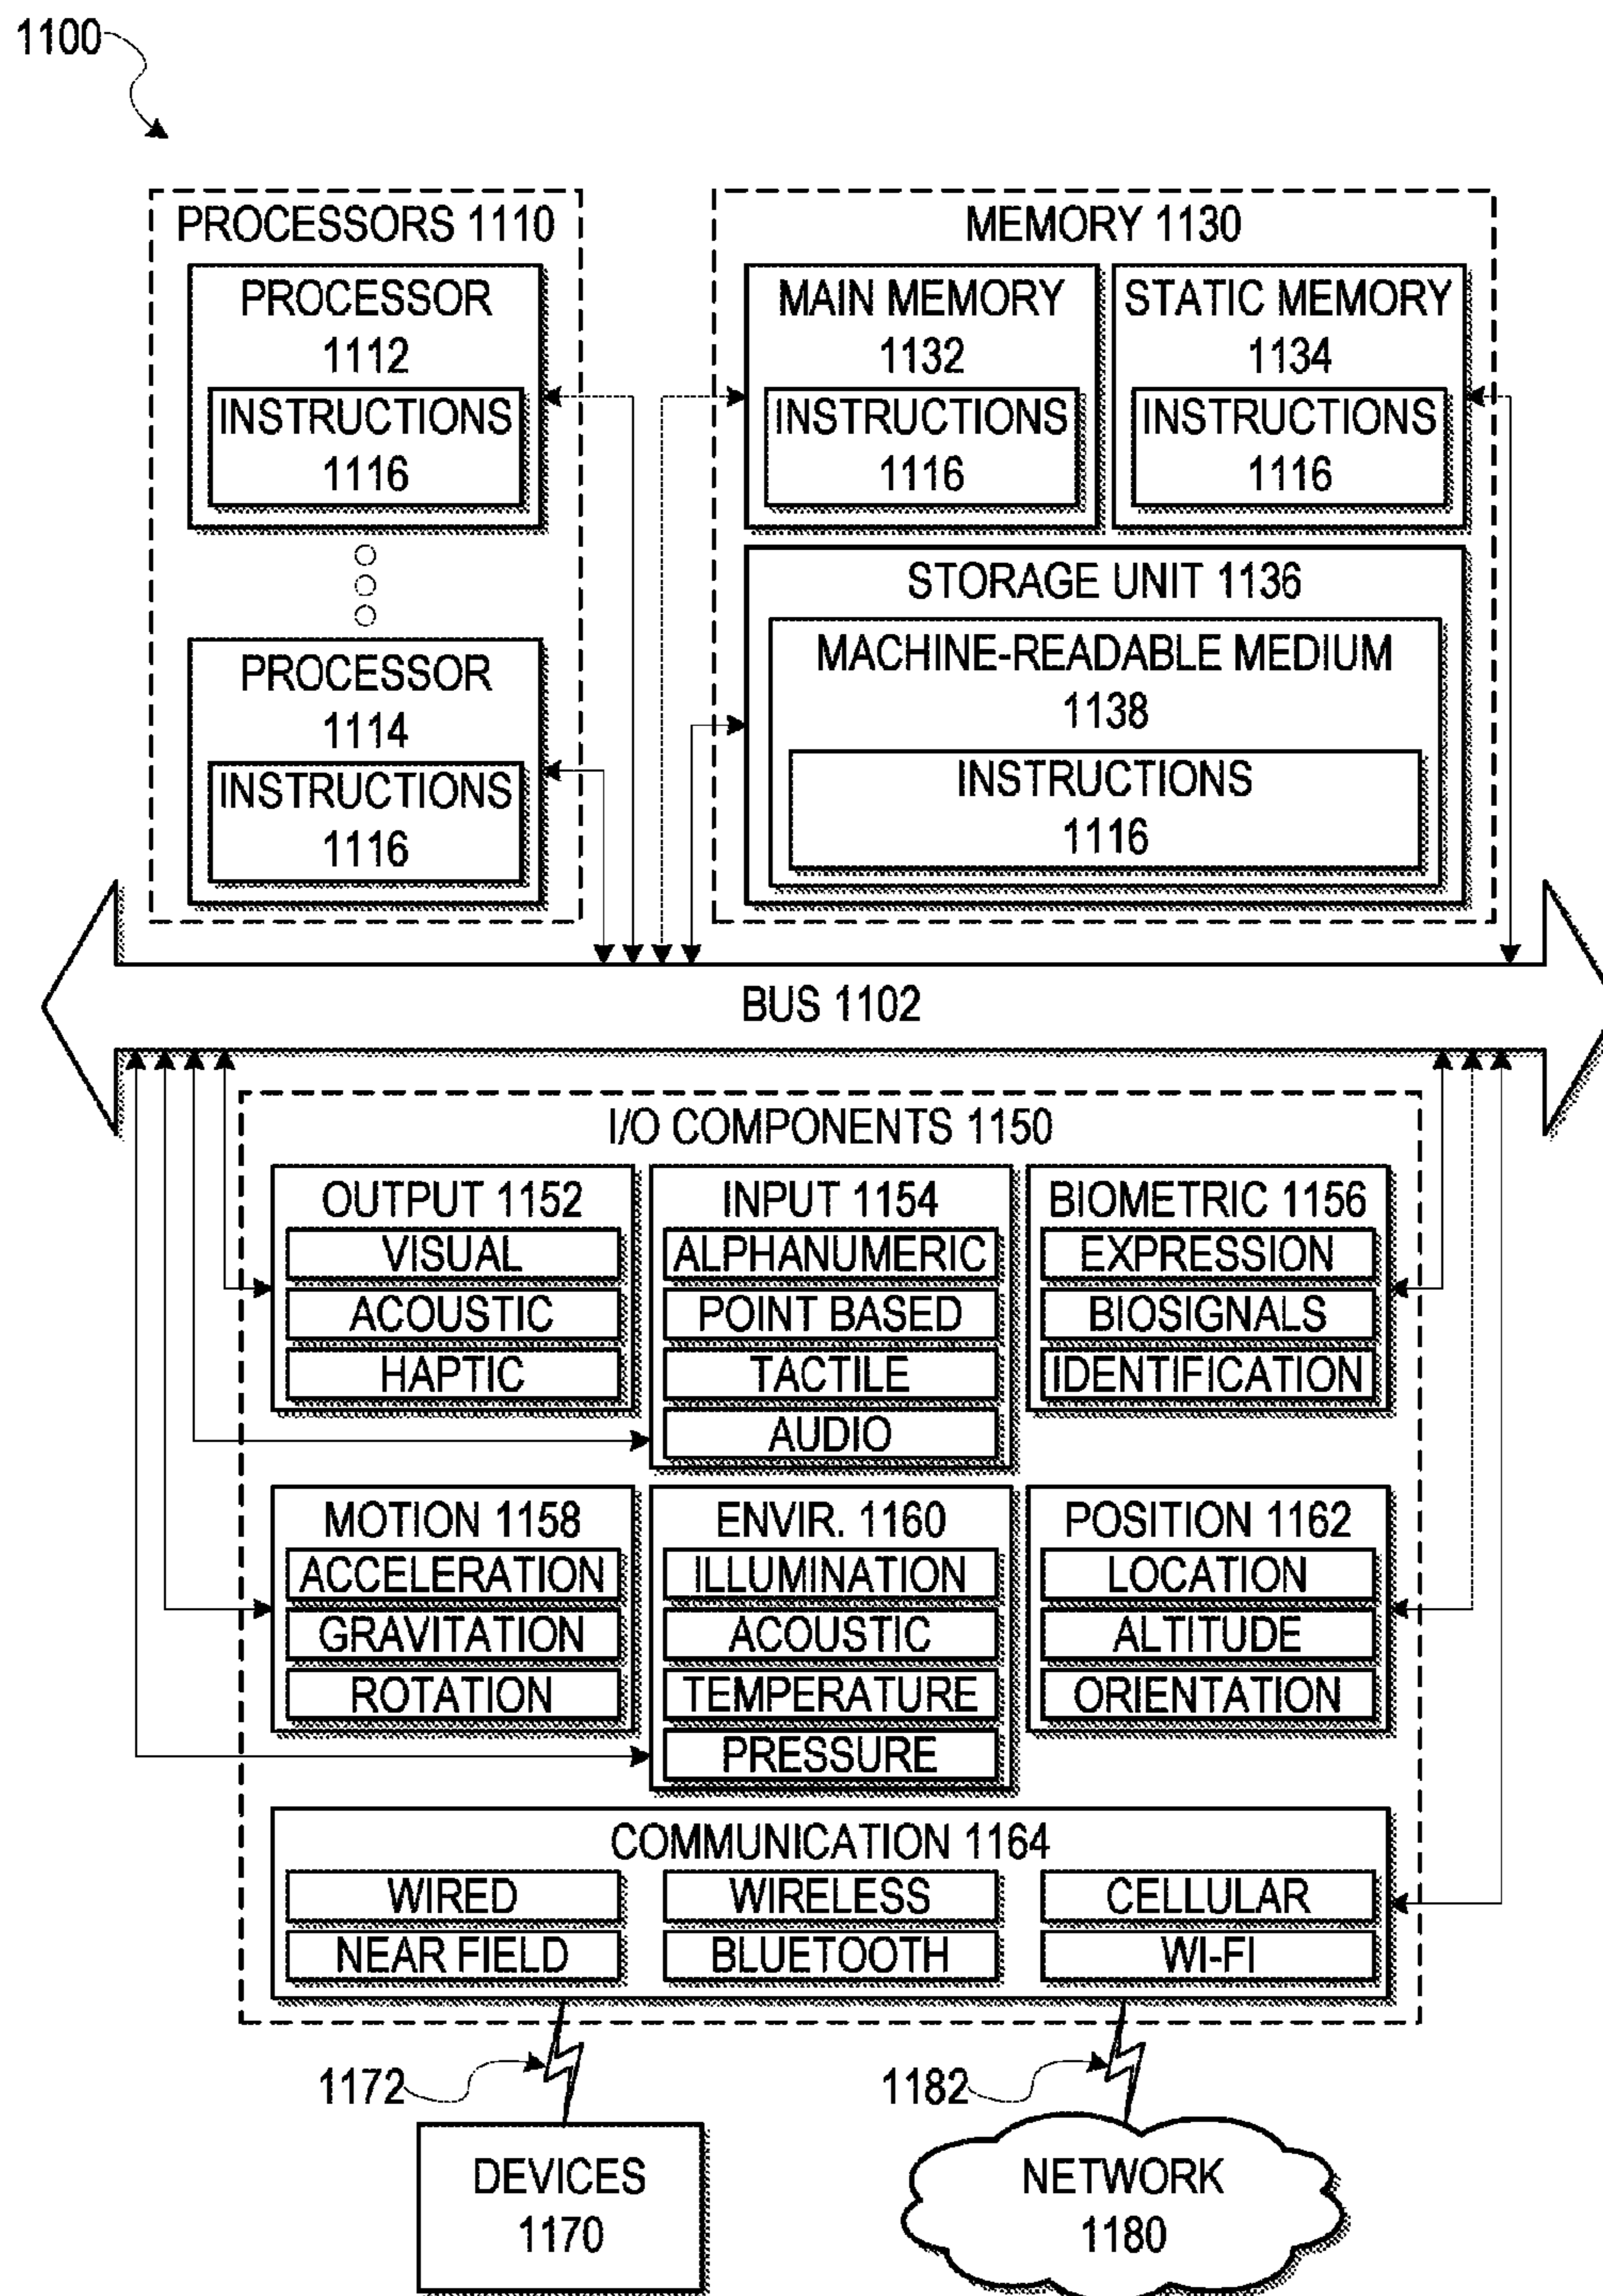 1100
PROCESSORS 1110
PROCESSOR
1112
INSTRUCTIONS
1116
PROCESSOR
1114
INSTRUCTIONS
1116
MEMORY 1130
MAIN MEMORY
1132
INSTRUCTIONS
1116
STATIC MEMORY
1134
INSTRUCTIONS
1116
STORAGE UNIT 1136
MACHINE-READABLE MEDIUM
1138
INSTRUCTIONS
1116
BUS 1102
I/O COMPONENTS 1150
OUTPUT 1152
VISUAL
ACOUSTIC
HAPTIC
INPUT 1154
ALPHANUMERIC
POINT BASED
TACTILE
AUDIO
BIOMETRIC 1156
EXPRESSION
BIOSIGNALS
IDENTIFICATION
MOTION 1158
ACCELERATION
GRAVITATION
ROTATION
ENVIR. 1160
ILLUMINATION
ACOUSTIC
TEMPERATURE
PRESSURE
POSITION 1162
LOCATION
ALTITUDE
ORIENTATION
COMMUNICATION 1164
WIRED
WIRELESS
CELLULAR
NEAR FIELD
BLUETOOTH
WI-FI
1172
1182
DEVICES
1170
NETWORK
1180